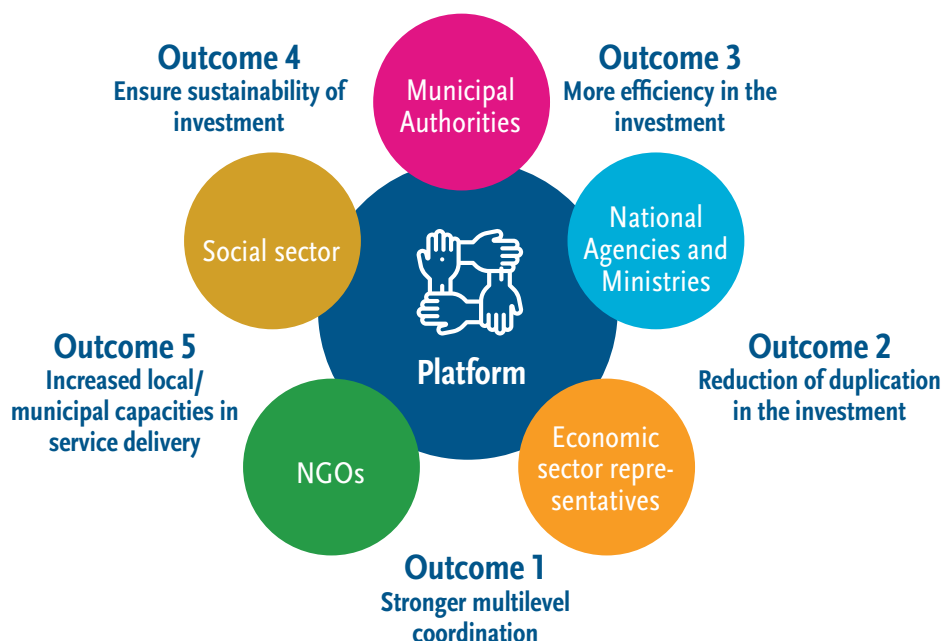 Outcome 4
Ensure sustainability of
investment
Municipal
Authorities
Outcome 3
More efficiency in the
investment
Social sector
National
Agencies and
Ministries
Platform
Outcome 5
Increased local/
municipal capacities in
service delivery
Outcome 2
Reduction of duplication
in the investment
NGOs
Economic
sector repre-
sentatives
Outcome 1
Stronger multilevel
coordination